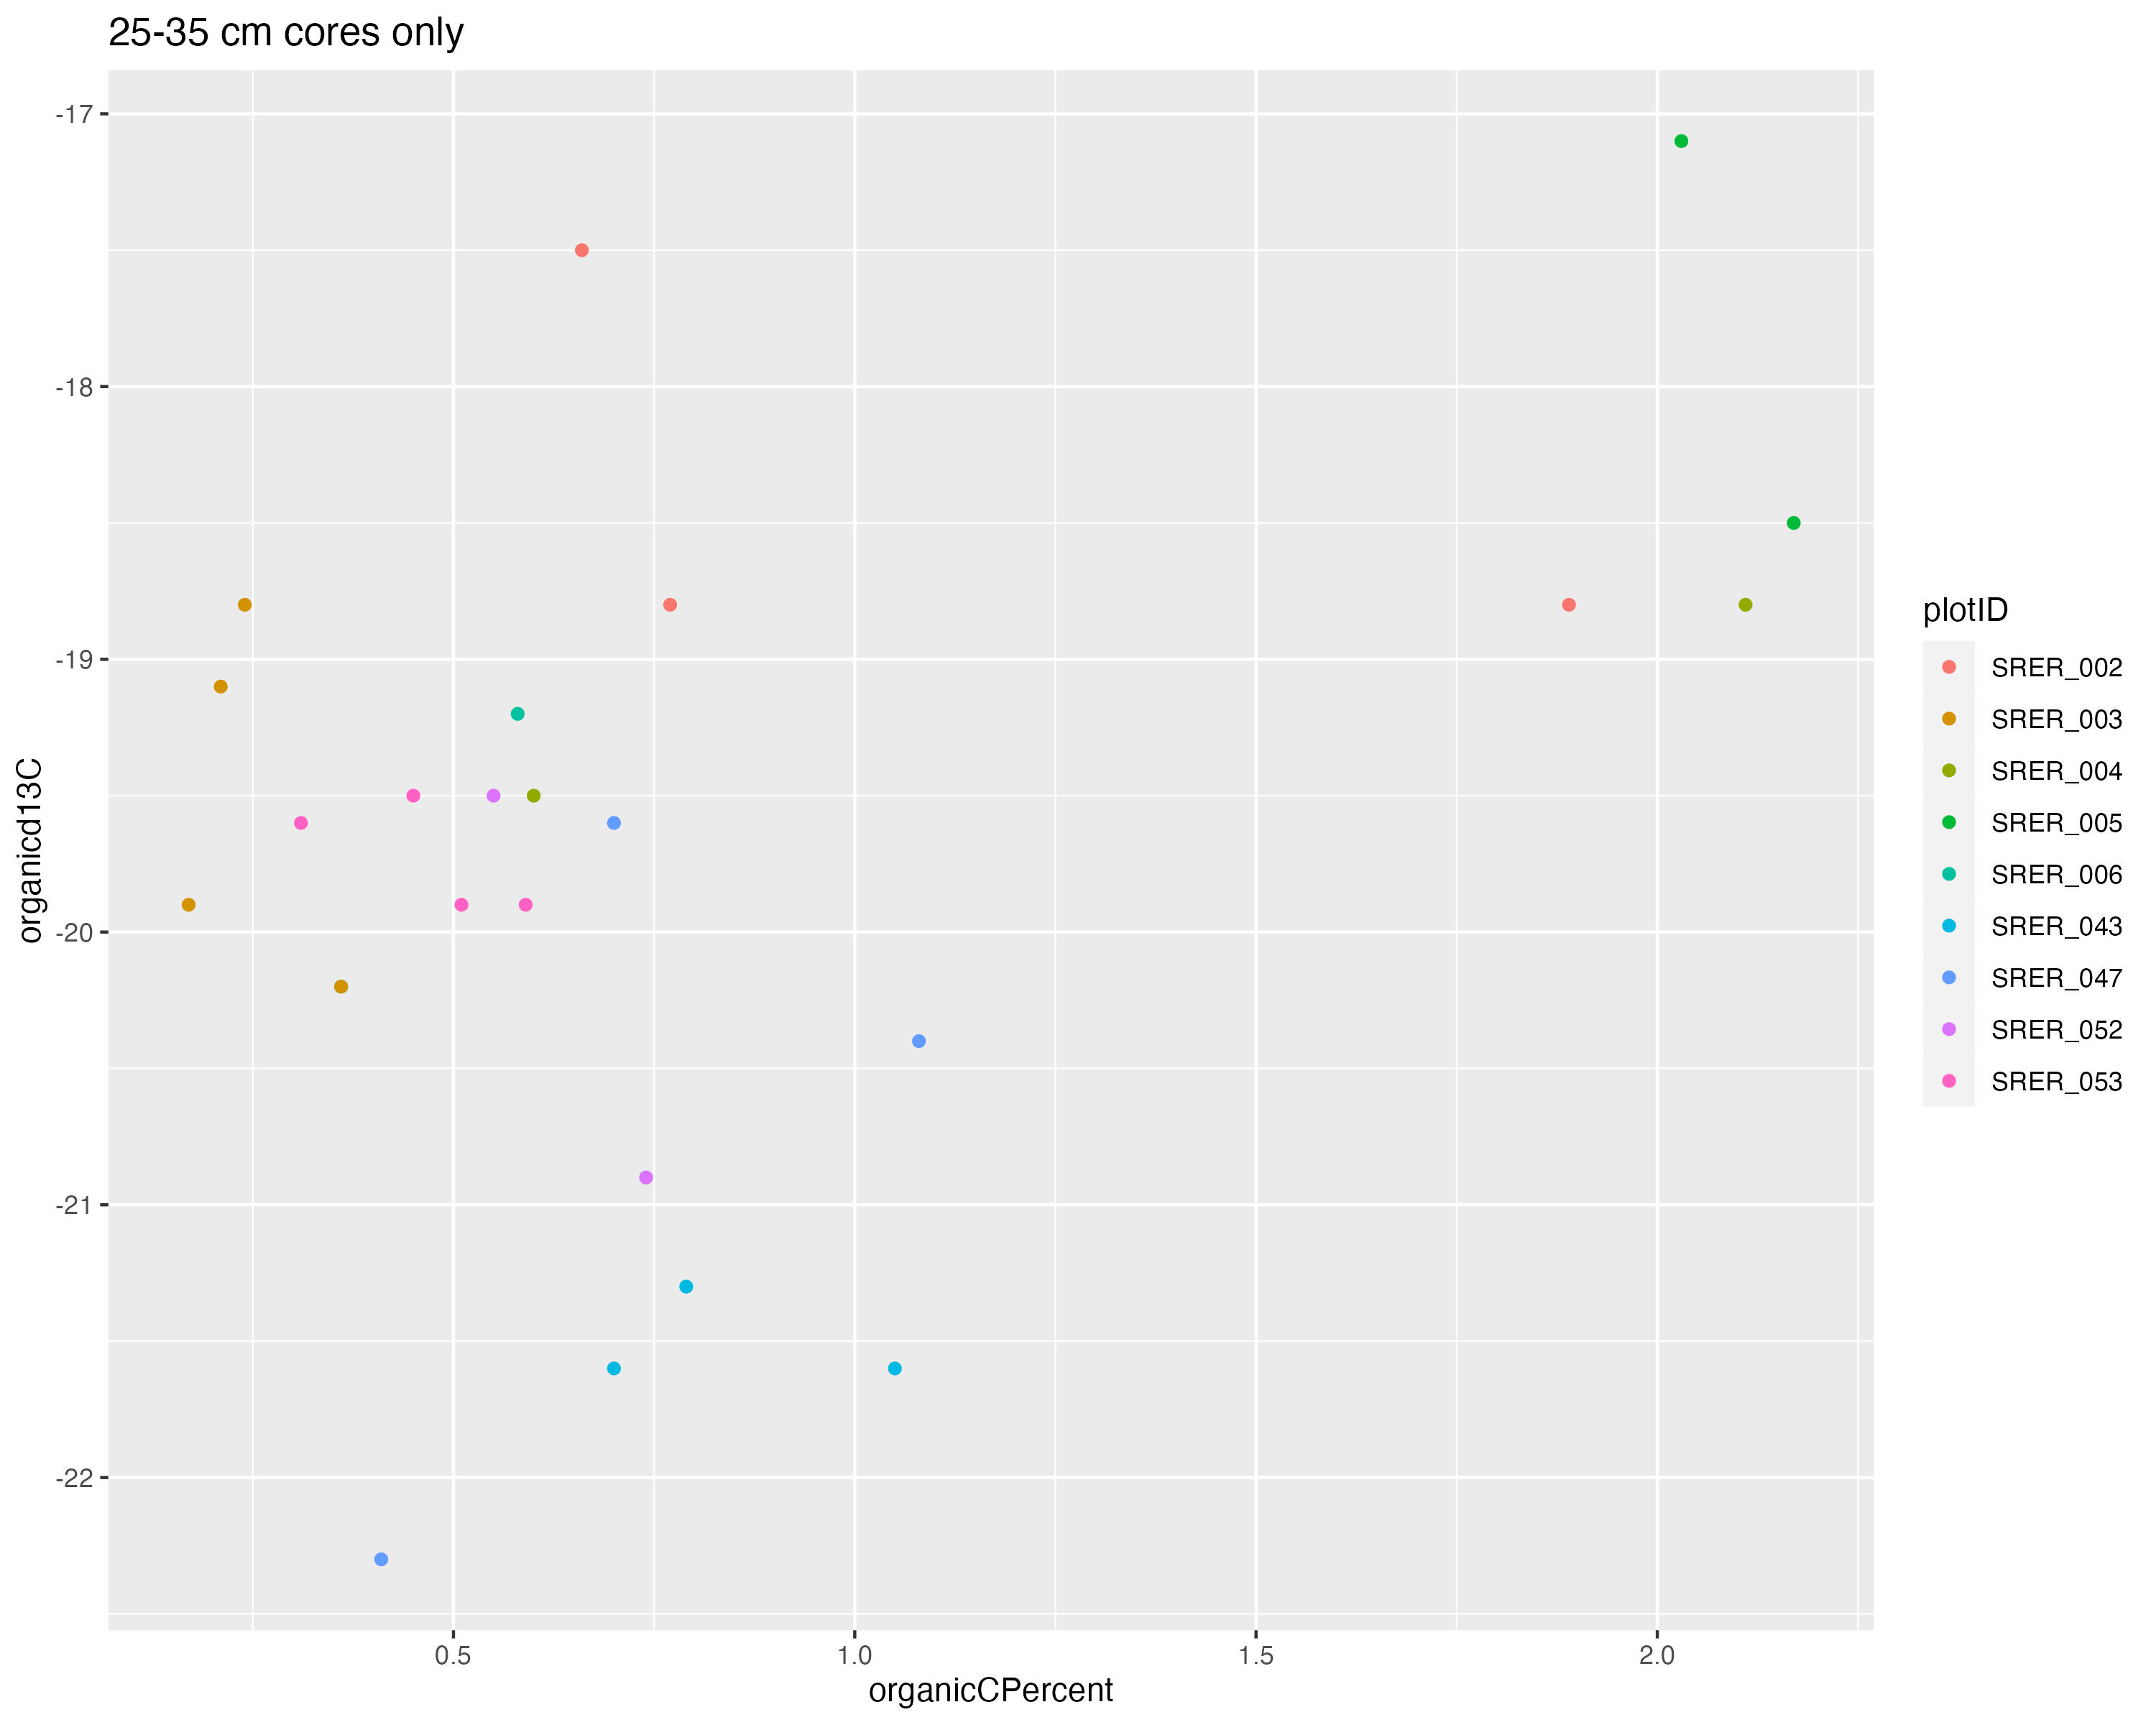 25-35 cm cores only
-17
-18
-19
-20
-21
-22
organicd13C
0.5 1.0 1.5 2.0
organicCPercent
plotID
SRER_002
SRER_003
SRER_004
SRER_005
SRER_006
SRER_043
SRER_047
SRER_052
SRER_053